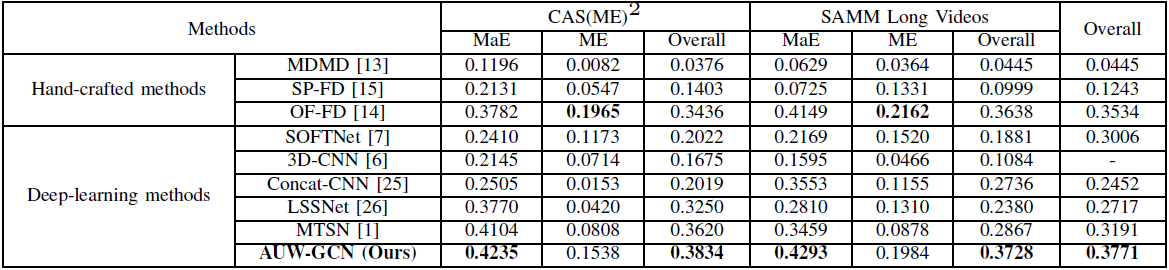 Methods CAS(ME)2 SAMM Long Videos Overall
MaE ME Overall MaE ME Overall
Hand-crafted methods MDMD [13] 0.1196 0.0082 0.0376 0.0629 0.0364 0.0445 0.0445
SP-FD [15] 0.2131 0.0547 0.1403 0.0725 0.1331 0.0999 0.1243
OF-FD [14] 0.3782 0.1965 0.3436 0.4149 0.2162 0.3638 0.3534
Deep-learning methods SOFTNet [7] 0.2410 0.1173 0.2022 0.2169 0.1520 0.1881 0.3006
3D-CNN [6] 0.2145 0.0714 0.1675 0.1595 0.0466 0.1084 -
Concat-CNN [25] 0.2505 0.0153 0.2019 0.3553 0.1155 0.2736 0.2452
LSSNet [26] 0.3770 0.0420 0.3250 0.2810 0.1310 0.2380 0.2717
MTSN [1] 0.4104 0.0808 0.3620 0.3459 0.0878 0.2867 0.3191
AUW-GCN (Ours) 0.4235 0.1538 0.3834 0.4293 0.1984 0.3728 0.3771